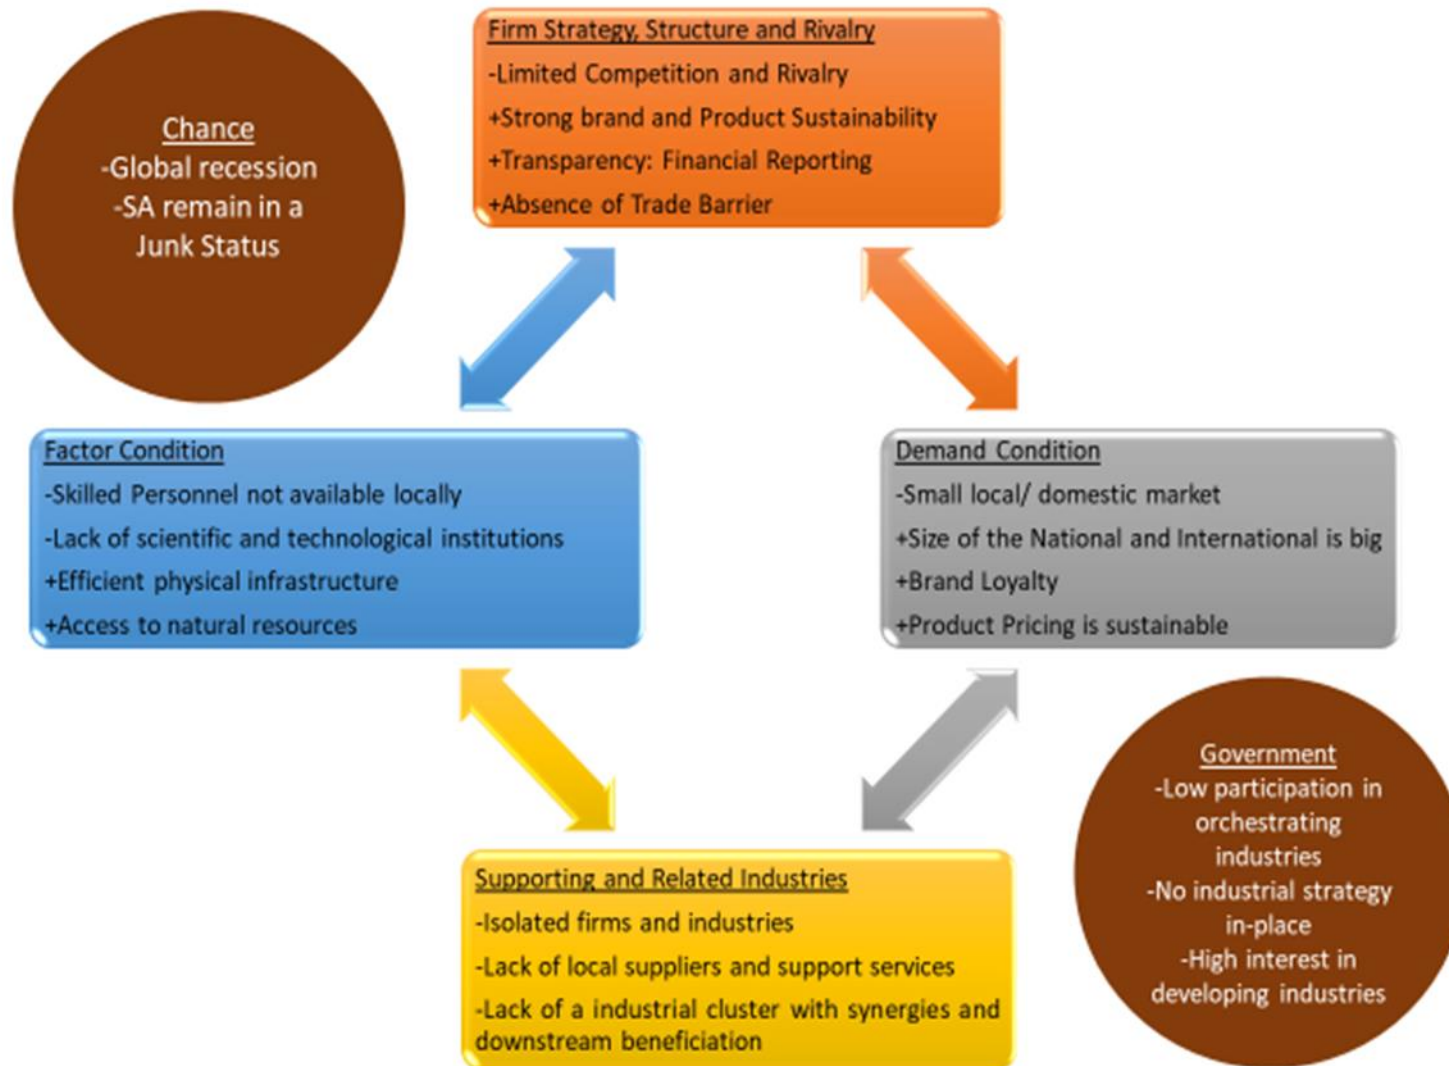 Firm Strategy, Structure and Rivalry
-Limited Competition and Rivalry
+Strong brand and Product Sustainability
+Transparency: Financial Reporting
+Absence of Trade Barrier
Chance
-Global recession
-SA remain in a
Junk Status
Factor Condition
-Skilled Personnel not available locally
-Lack of scientific and technological institutions
+Efficient physical infrastructure
+Access to natural resources
Demand Condition
-Small local/ domestic market
+Size of the National and International is big
+Brand Loyalty
+Product Pricing is sustainable
Government
-Low participation in
orchestrating
industries
-No industrial strategy
in-place
-High interest in
developing industries
Supporting and Related Industries
-Isolated firms and industries
-Lack of local suppliers and support services
-Lack of a industrial cluster with synergies and
downstream beneficiation